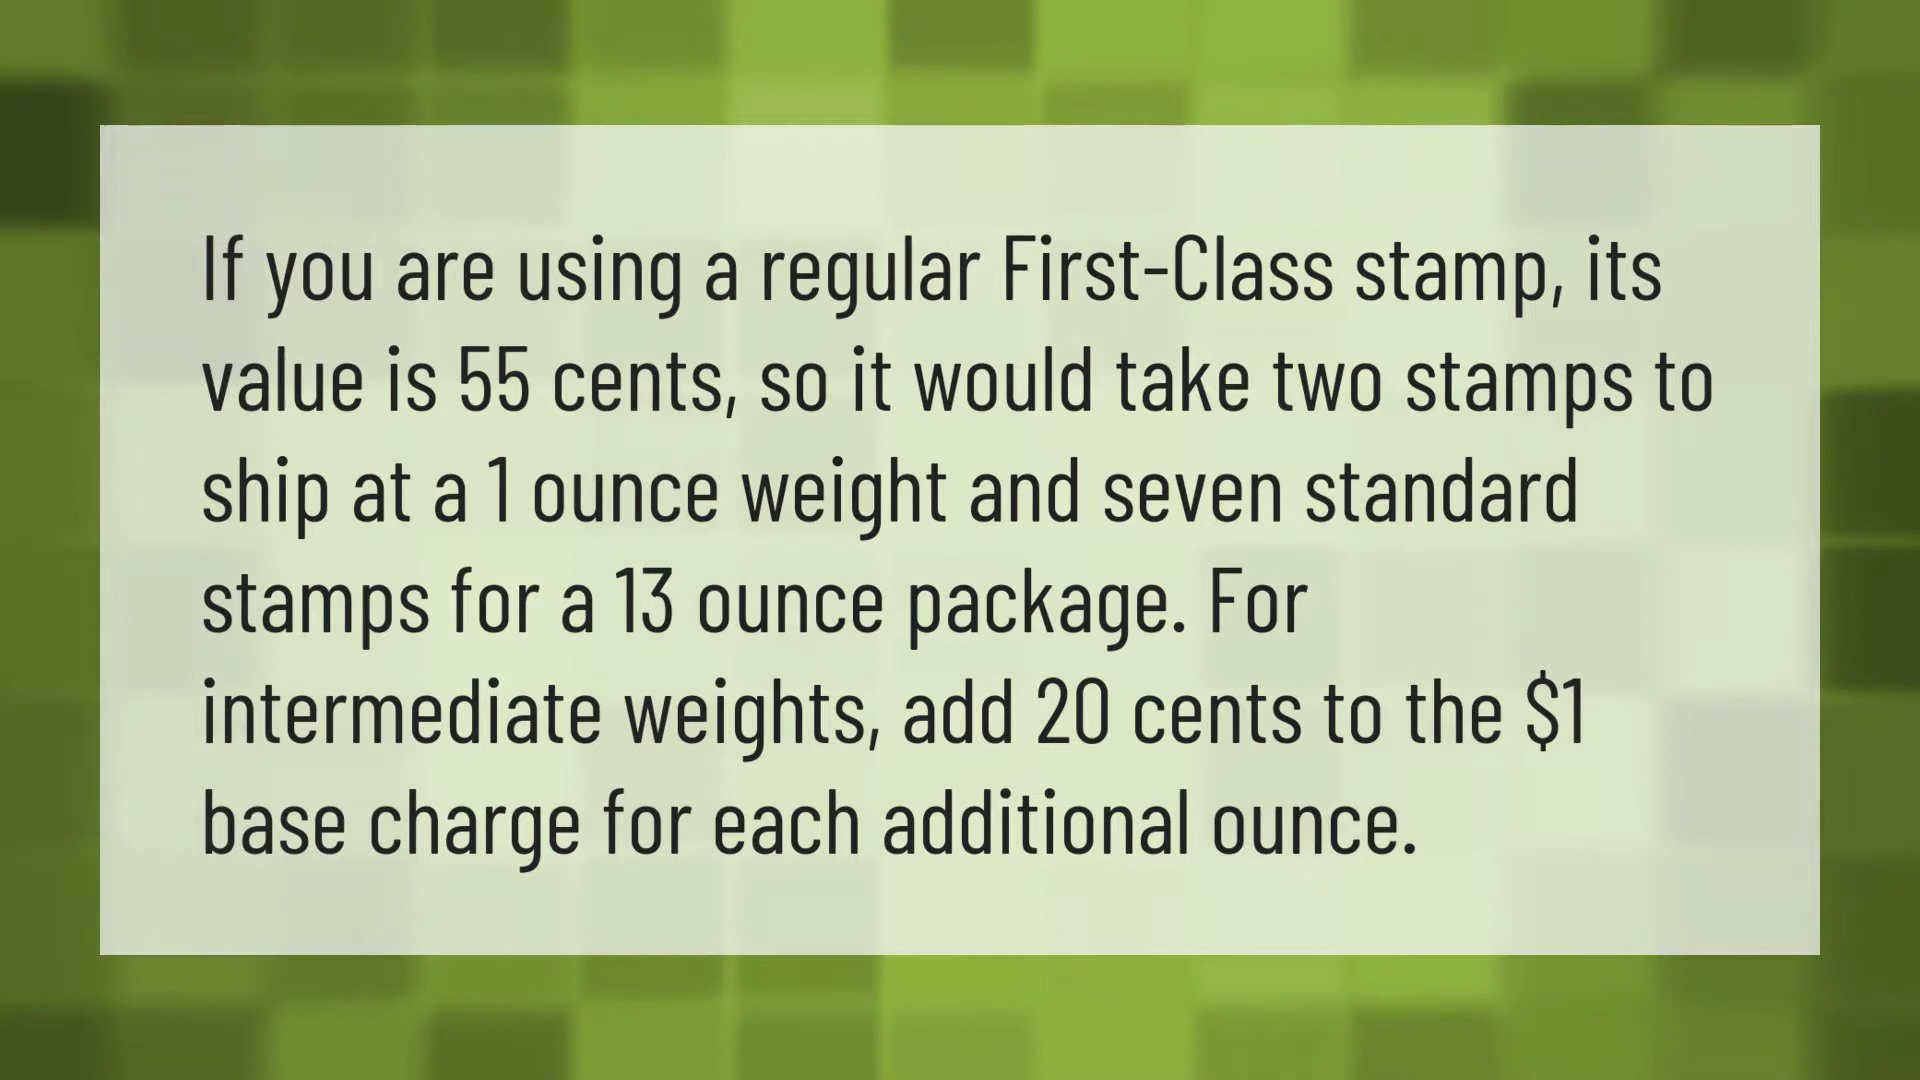 If you are using a regular First-Class stamp, its
value is 55 cents, so it would take two stamps to
ship at a 1 ounce weight and seven standard
stamps for a 13 ounce package. For
intermediate weights, add 20 cents to the $1
base charge for each additional ounce.